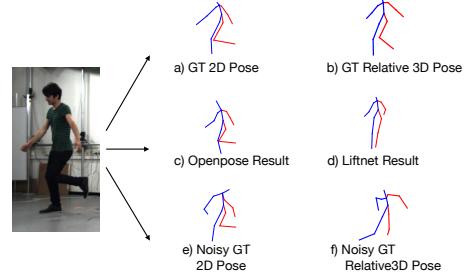 a) GT 2D Pose
b) GT Relative 3D Pose
c) Openpose Result
d) Liftnet Result
e) Noisy GT
2D Pose
f) Noisy GT
Relative3D Pose